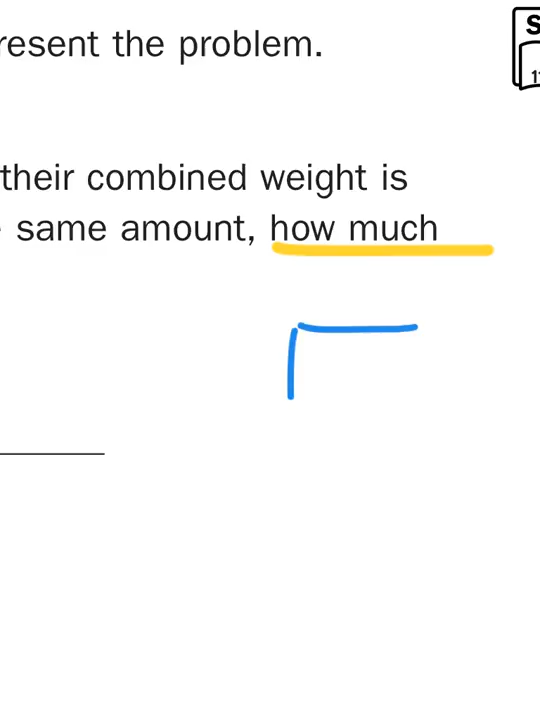 resent the problem.
their combined weight is
same amount, how much